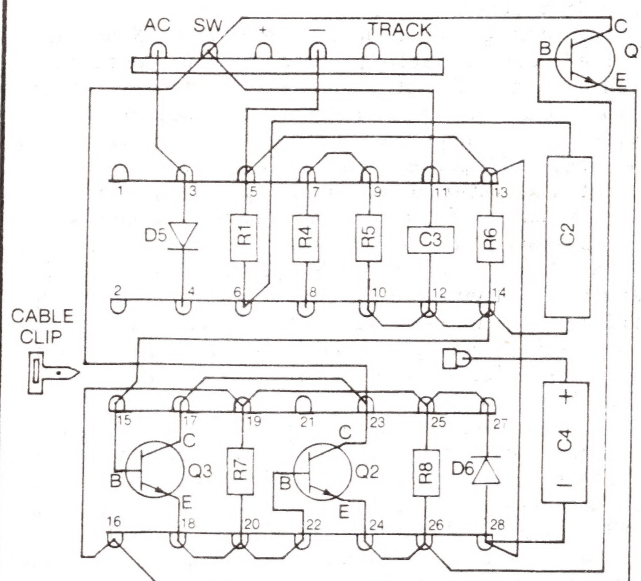 AC SW + — TRACK
C
B Q
E
1 3 5 7 9 11 13
D5 R1 R4 R5 C3 R6 C2
2 4 6 8 10 12 14
CABLE
CLIP
15 17 19 21 23 25 27
+
C C
B Q3 R7 B Q2 R8 D6 C4
E E
–
16 18 20 22 24 26 28